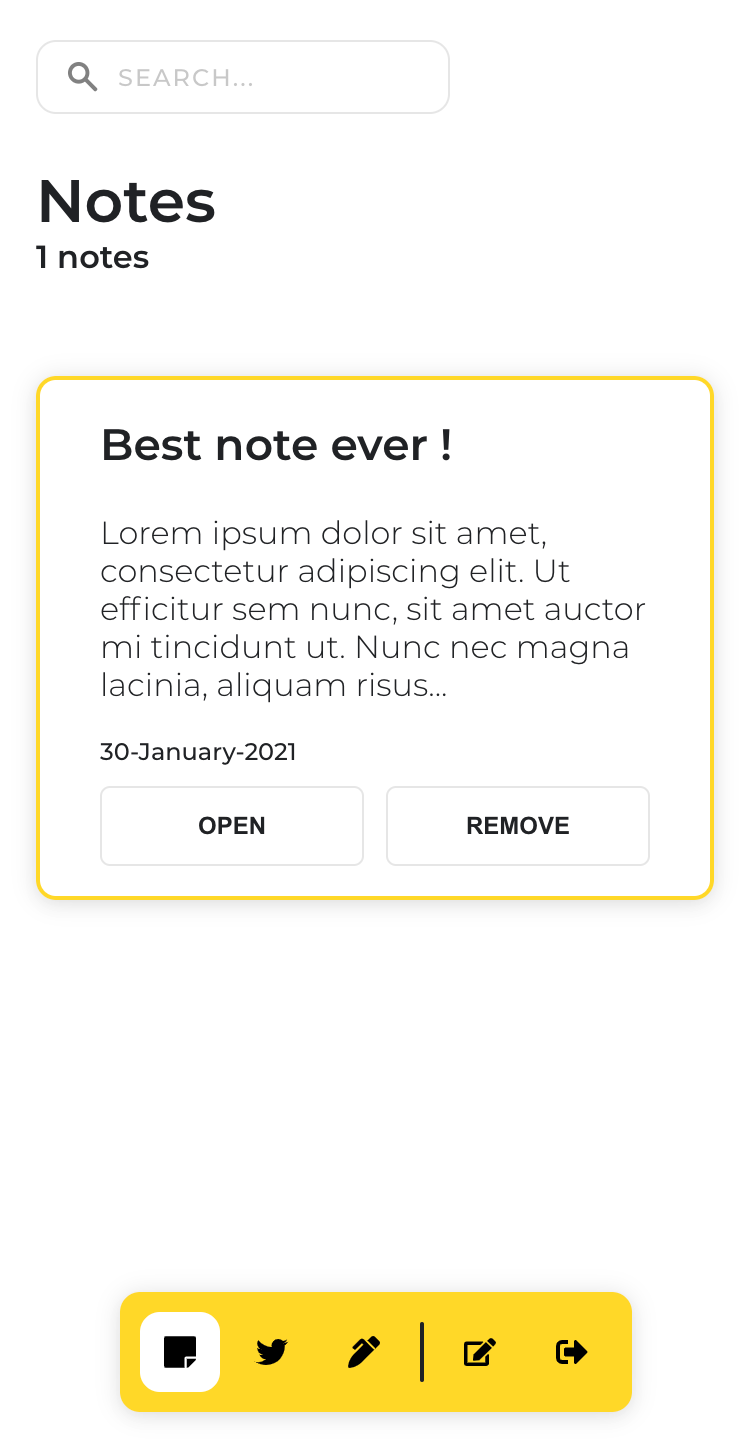 SEARCH...
Notes
1 notes
Best note ever !
Lorem ipsum dolor sit amet,
consectetur adipiscing elit. Ut
efficitur sem nunc, sit amet auctor
mi tincidunt ut. Nunc nec magna
lacinia, aliquam risus...
30-January-2021
OPEN REMOVE